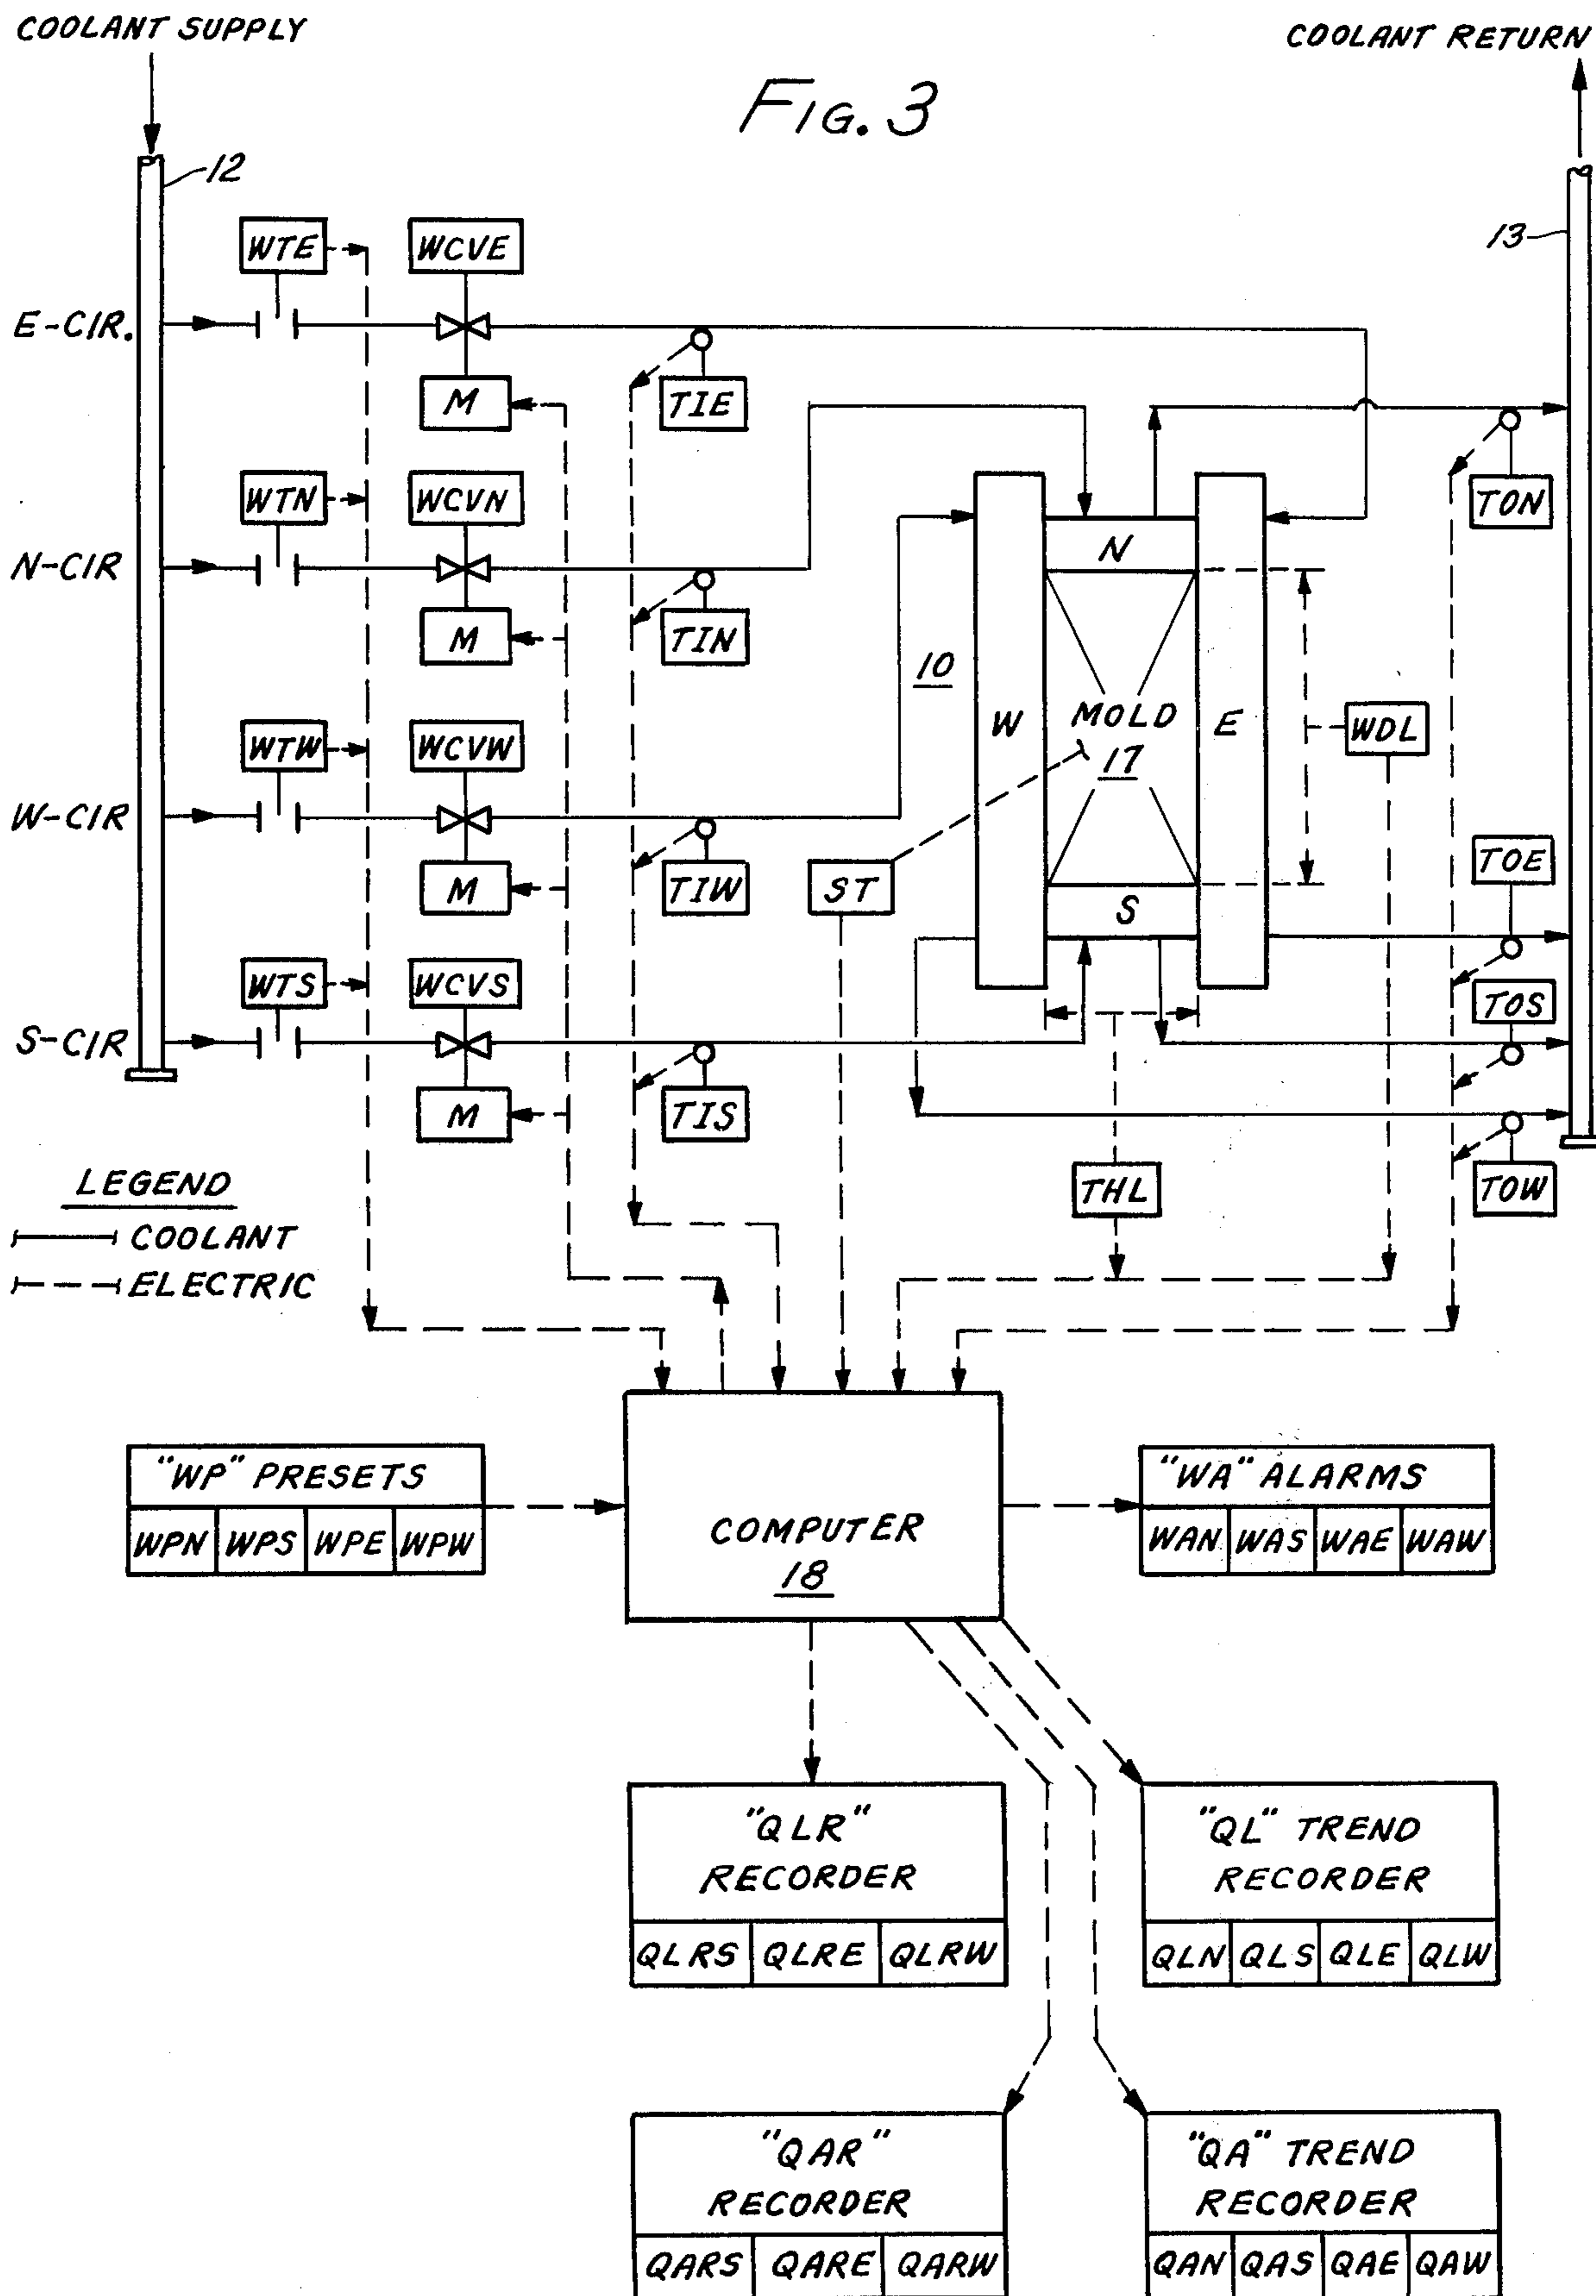 COOLANT SUPPLY
COOLANT RETURN
FIG. 3
12
13
WTE
WCVE
E-CIR.
M
TIE
TON
WTN
WCVN
N-CIR
M
TIN
N
10
W
MOLD
17
E
WDL
WTW
WCVW
W-CIR
M
TIW
ST
S
TOE
WTS
WCVS
TOS
S-CIR
M
TIS
THL
TOW
LEGEND
COOLANT
ELECTRIC
"WP" PRESETS
WPN WPS WPE WPW
COMPUTER
18
"WA" ALARMS
WAN WAS WAE WAW
"QLR"
RECORDER
QLRS QLRE QLRW
"QL" TREND
RECORDER
QLN QLS QLE QLW
"QAR"
RECORDER
QARS QARE QARW
"QA" TREND
RECORDER
QAN QAS QAE QAW